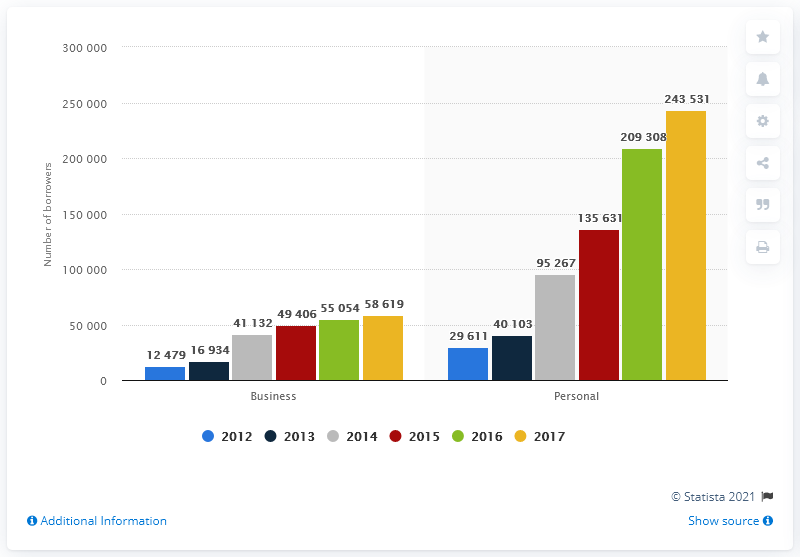 300 000
250 000
200 000
150 000
100 000
50 000
0
Number of borrowers
12 479
16 934
41 132
49 406
55 054
58 619
29 611
40 103
95 267
135 631
209 308
243 531
Business
Personal
2012 2013 2014 2015 2016 2017
© Statista 2021
Additional Information
Show source